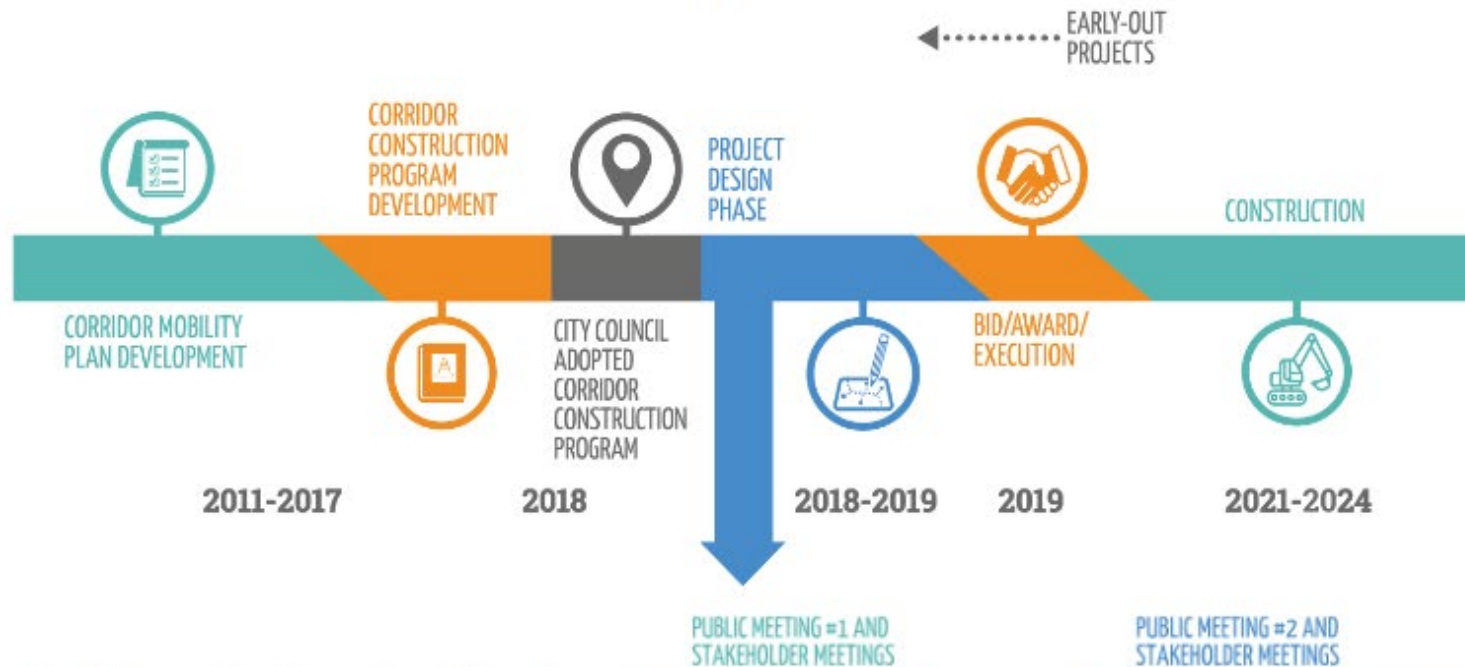 EARLY-OUT
PROJECTS
CORRIDOR
CONSTRUCTION
PROGRAM
DEVELOPMENT
PROJECT
DESIGN
PHASE
CONSTRUCTION
CORRIDOR MOBILITY
PLAN DEVELOPMENT
CITY COUNCIL
ADOPTED
CORRIDOR
CONSTRUCTION
PROGRAM
BID/AWARD/
EXECUTION
2011-2017
2018
2018-2019
2019
2021-2024
PUBLIC MEETING #1 AND
STAKEHOLDER MEETINGS
PUBLIC MEETING #2 AND
STAKEHOLDER MEETINGS